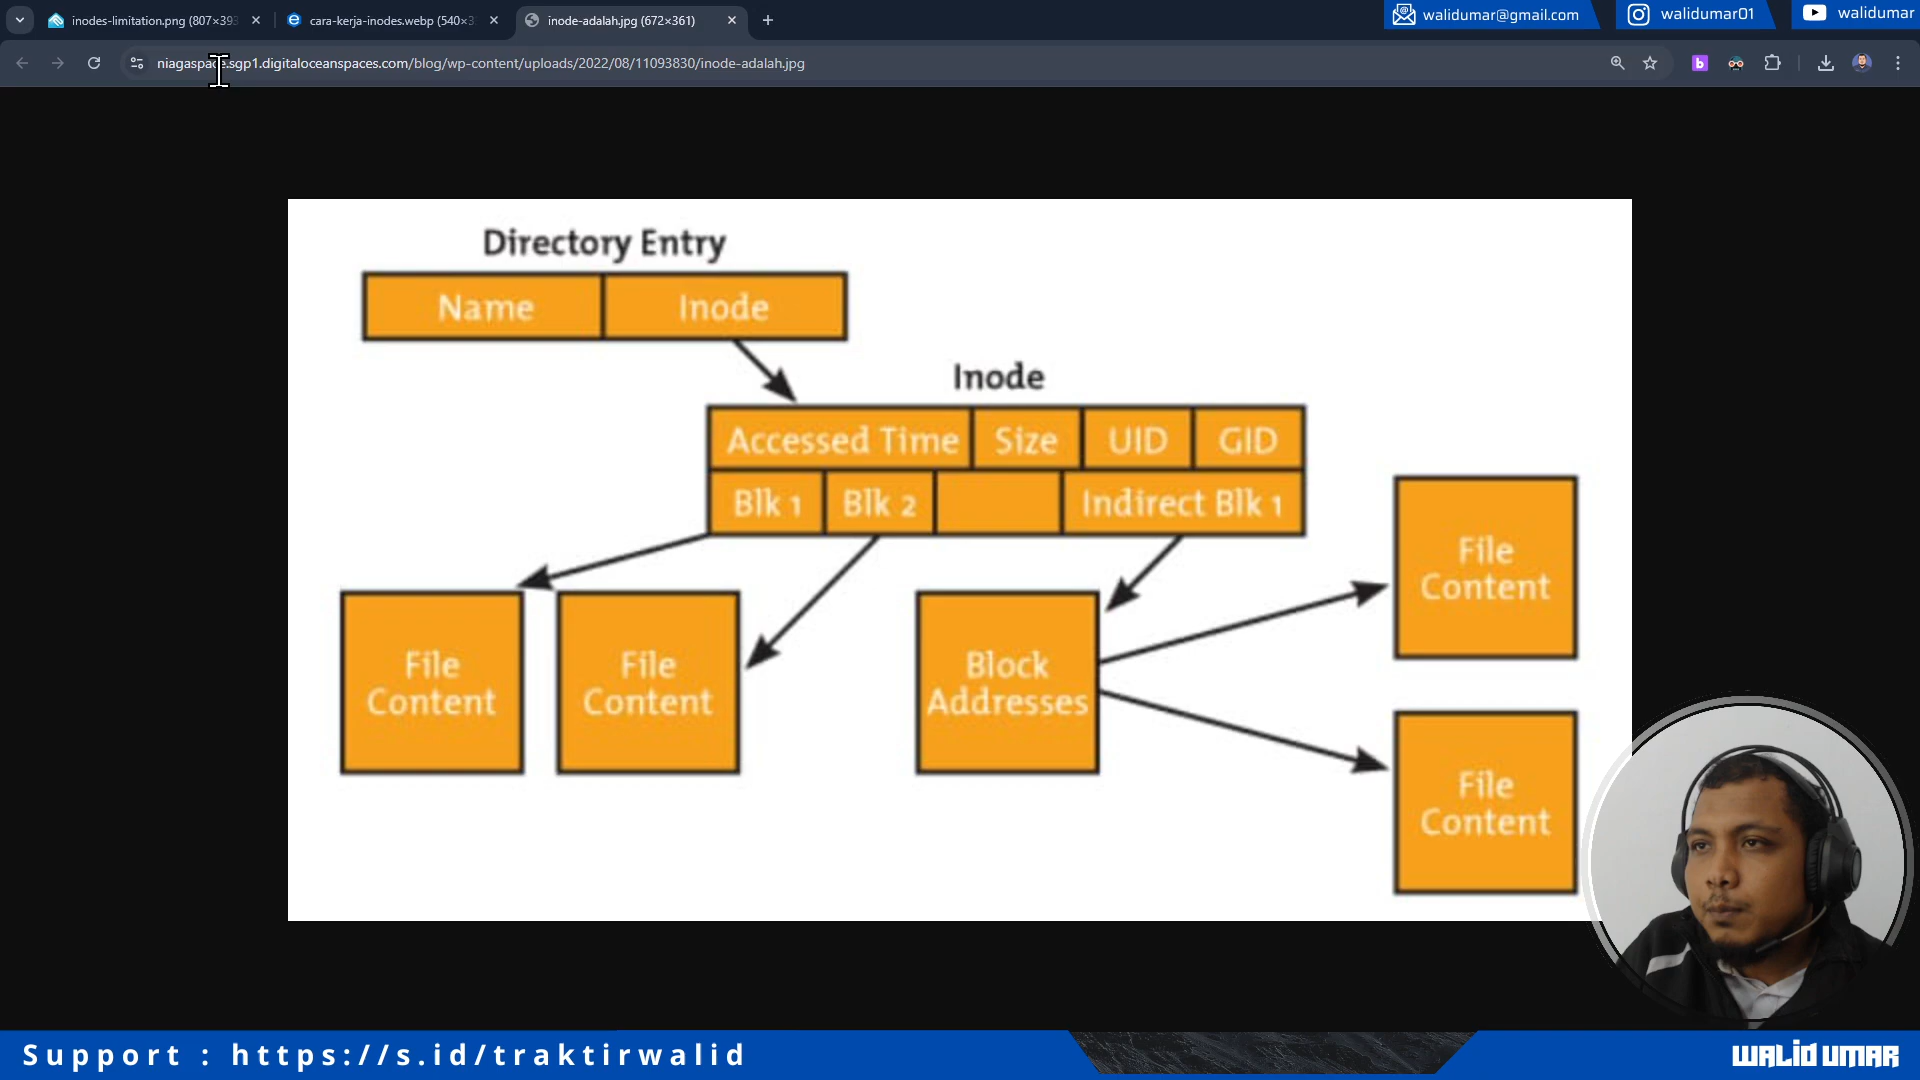 inodes-limitation.png (807×393
cara-kerja-inodes.webp (540×3
inode-adalah.jpg (672×361)
walidumar@gmail.com
walidumar01
walidumar
niagaspace.sgp1.digitaloceanspaces.com/blog/wp-content/uploads/2022/08/11093830/inode-adalah.jpg
Directory Entry
Name
Inode
Inode
Accessed Time
Size
UID
GID
Blk 1
Blk 2
Indirect Blk 1
File
Content
File
Content
Block
Addresses
File
Content
File
Content
Support : https://s.id/traktirwalid
WALID UMAR